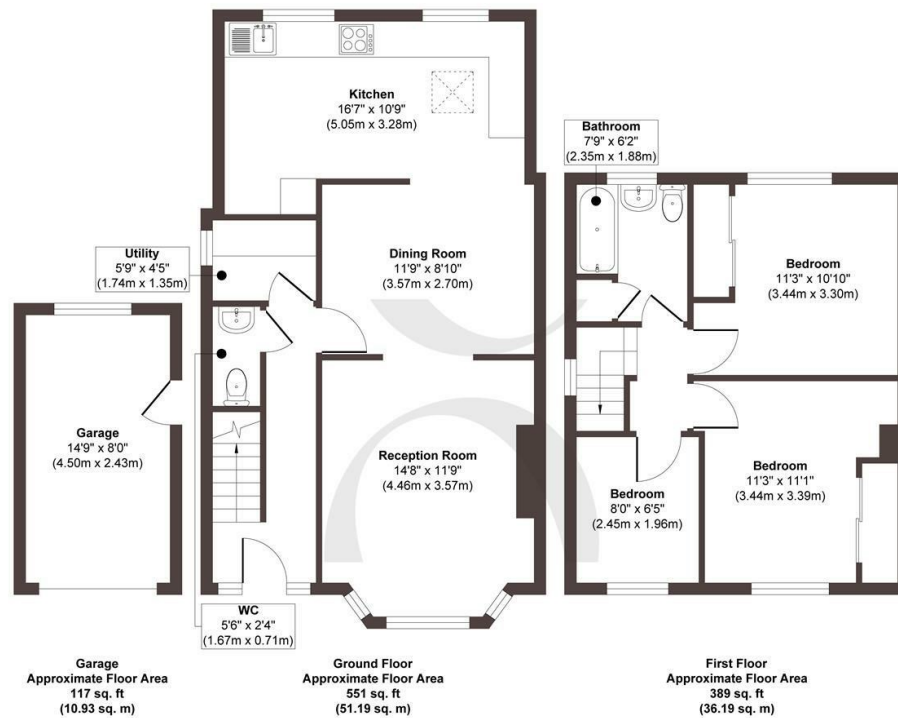 Kitchen
16'7" x 10'9"
(5.05m x 3.28m)
Bathroom
7'9" x 6'2"
(2.35m x 1.88m)
Utility
5'9" x 4'5"
(1.74m x 1.35m)
Dining Room
11'9" x 8'10"
(3.57m x 2.70m)
Bedroom
11'3" x 10'10"
(3.44m x 3.30m)
Garage
14'9" x 8'0"
(4.50m x 2.43m)
Reception Room
14'8" x 11'9"
(4.46m x 3.57m)
Bedroom
8'0" x 6'5"
(2.45m x 1.96m)
Bedroom
11'3" x 11'1"
(3.44m x 3.39m)
WC
5'6" x 2'4"
(1.67m x 0.71m)
Garage
Approximate Floor Area
117 sq. ft
(10.93 sq. m)
Ground Floor
Approximate Floor Area
551 sq. ft
(51.19 sq. m)
First Floor
Approximate Floor Area
389 sq. ft
(36.19 sq. m)